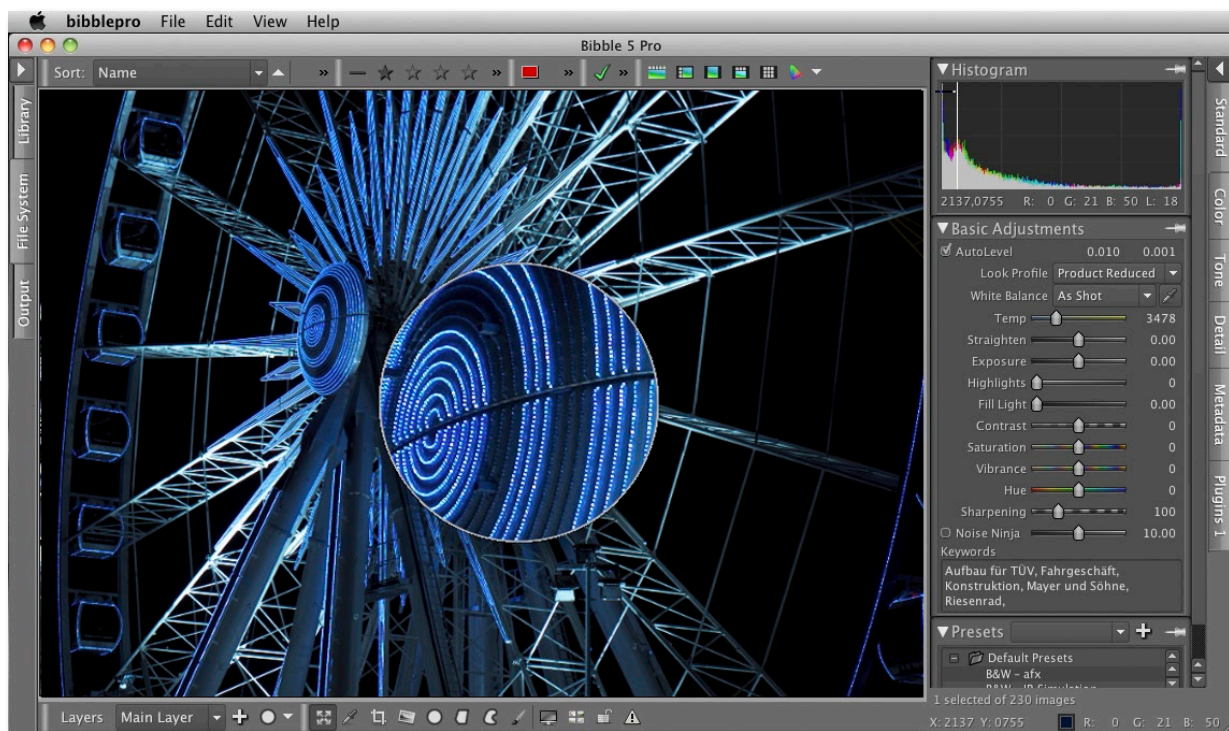 bibblepro File Edit View Help
Bibble 5 Pro
Sort: Name
Library
File System
Output
Histogram
2137,0755 R: 0 G: 21 B: 50 L: 18
Basic Adjustments
AutoLevel 0.010 0.001
Look Profile Product Reduced
White Balance As Shot
Temp 3478
Straighten 0.00
Exposure 0.00
Highlights 0
Fill Light 0.00
Contrast 0
Saturation 0
Vibrance 0
Hue 0
Sharpening 100
Noise Ninja 10.00
Keywords
Aufbau für TÜV, Fahrgeschäft,
Konstruktion, Mayer und Söhne,
Riesenrad,
Presets
Default Presets
B&W – afx
B&W – IR Simulation
1 selected of 230 images
Standard
Color
Tone
Detail
Metadata
Plugins 1
Layers Main Layer
X: 2137 Y: 0755 R: 0 G: 21 B: 50